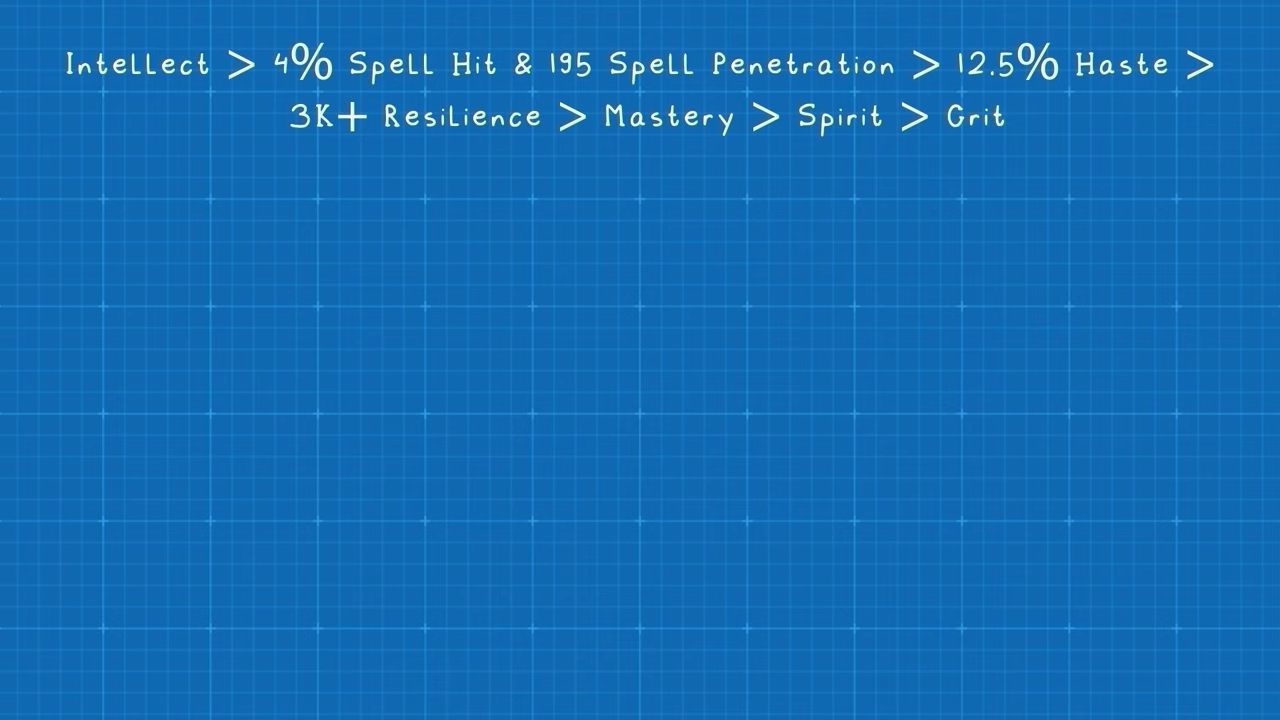 Intellect > 4% Spell Hit & 195 Spell Penetration > 12.5% Haste >
3K+ Resilience > Mastery > Spirit > Crit